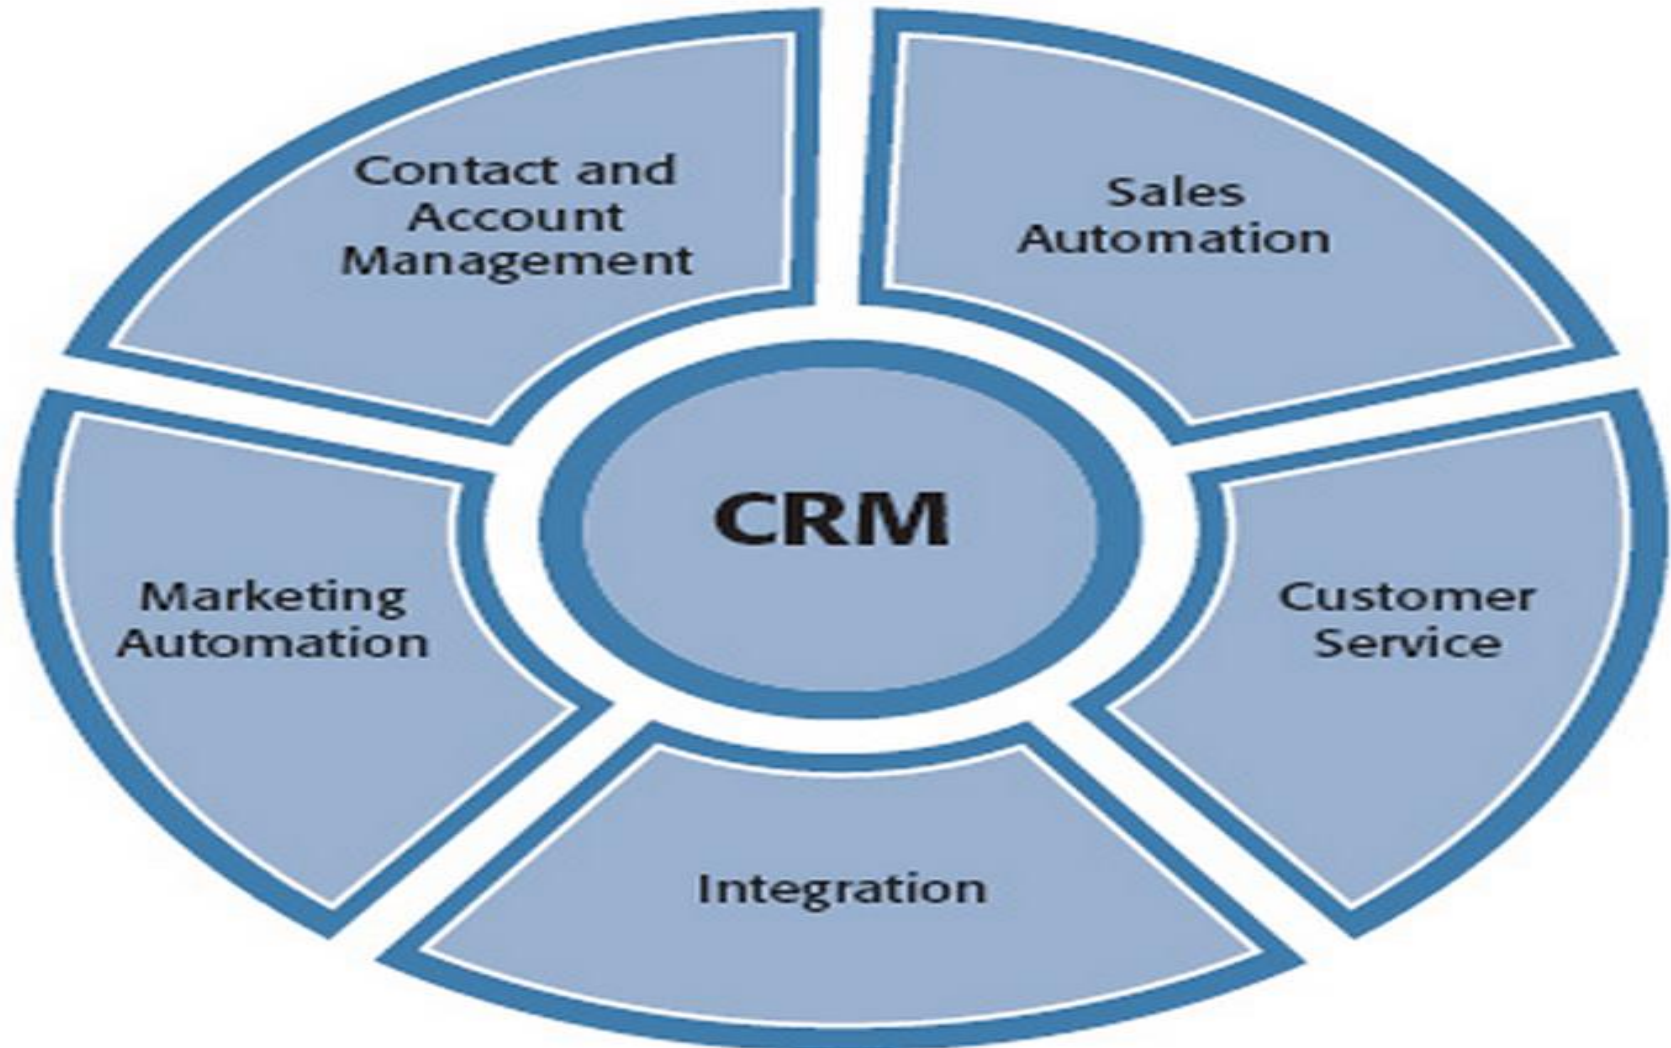 Contact and
Account
Management
Sales
Automation
CRM
Marketing
Automation
Customer
Service
Integration